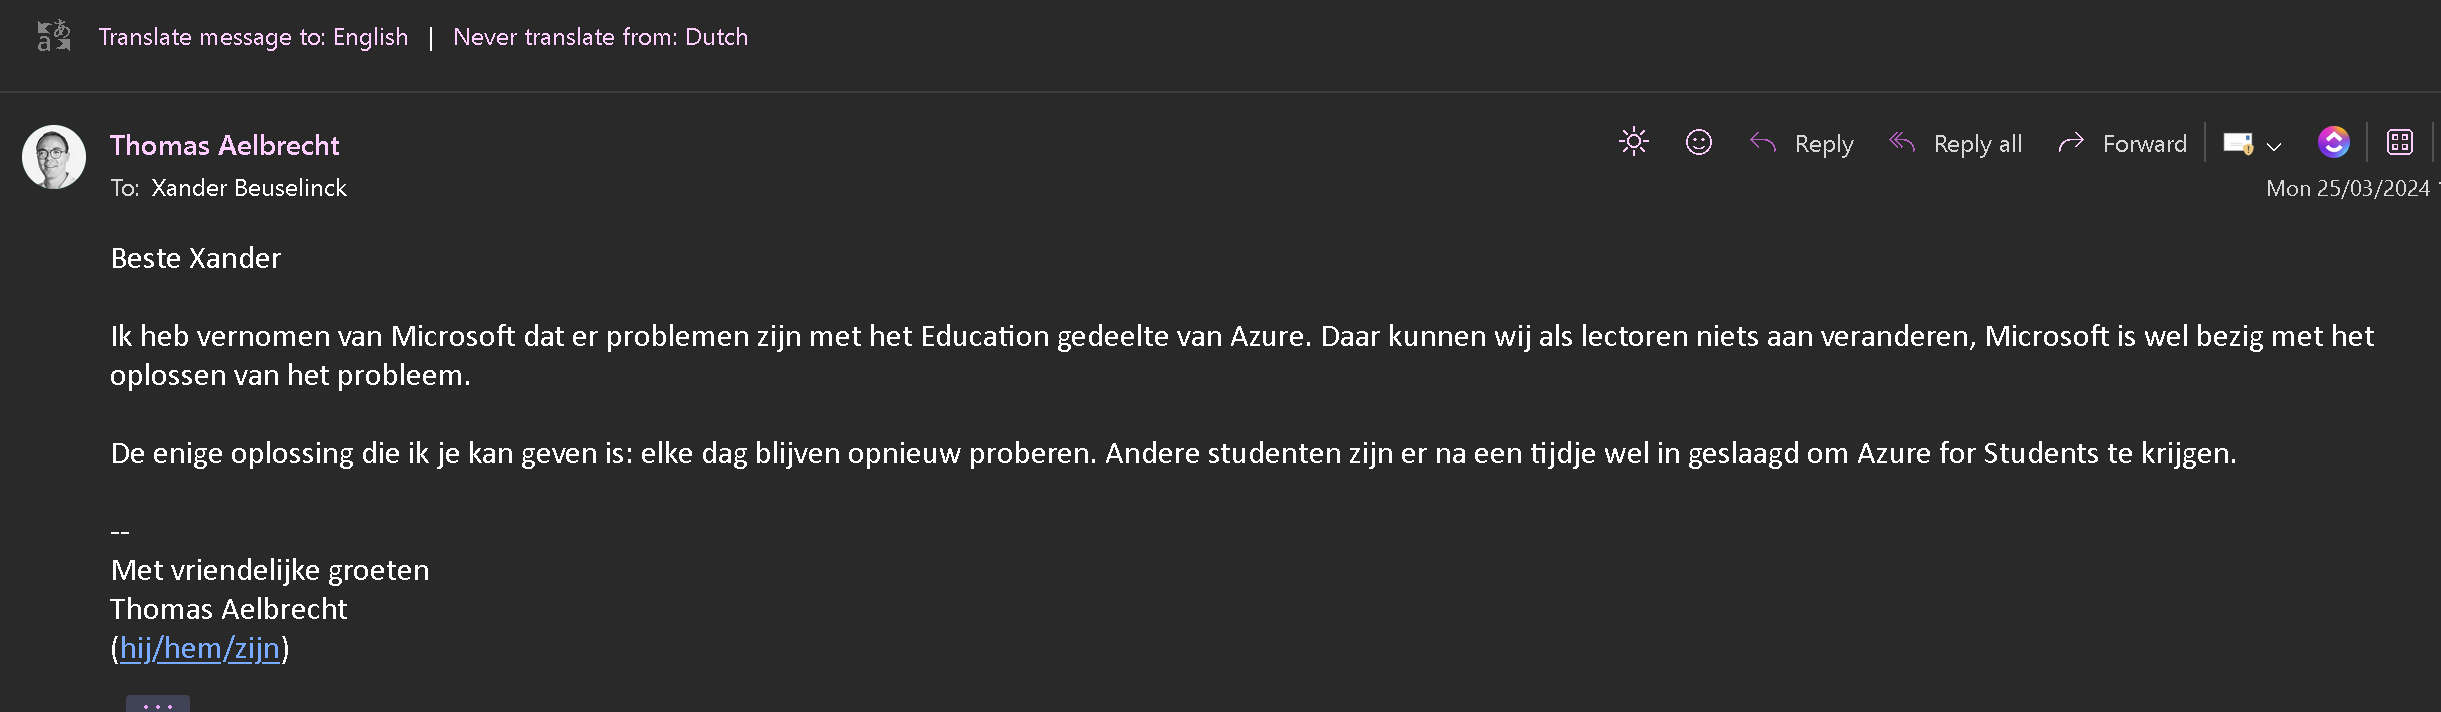 Translate message to: English | Never translate from: Dutch
Thomas Aelbrecht
To: Xander Beuselinck
Reply
Reply all
Forward
Mon 25/03/2024
Beste Xander
Ik heb vernomen van Microsoft dat er problemen zijn met het Education gedeelte van Azure. Daar kunnen wij als lectoren niets aan veranderen, Microsoft is wel bezig met het
oplossen van het probleem.
De enige oplossing die ik je kan geven is: elke dag blijven opnieuw proberen. Andere studenten zijn er na een tijdje wel in geslaagd om Azure for Students te krijgen.
--
Met vriendelijke groeten
Thomas Aelbrecht
(hij/hem/zijn)
...